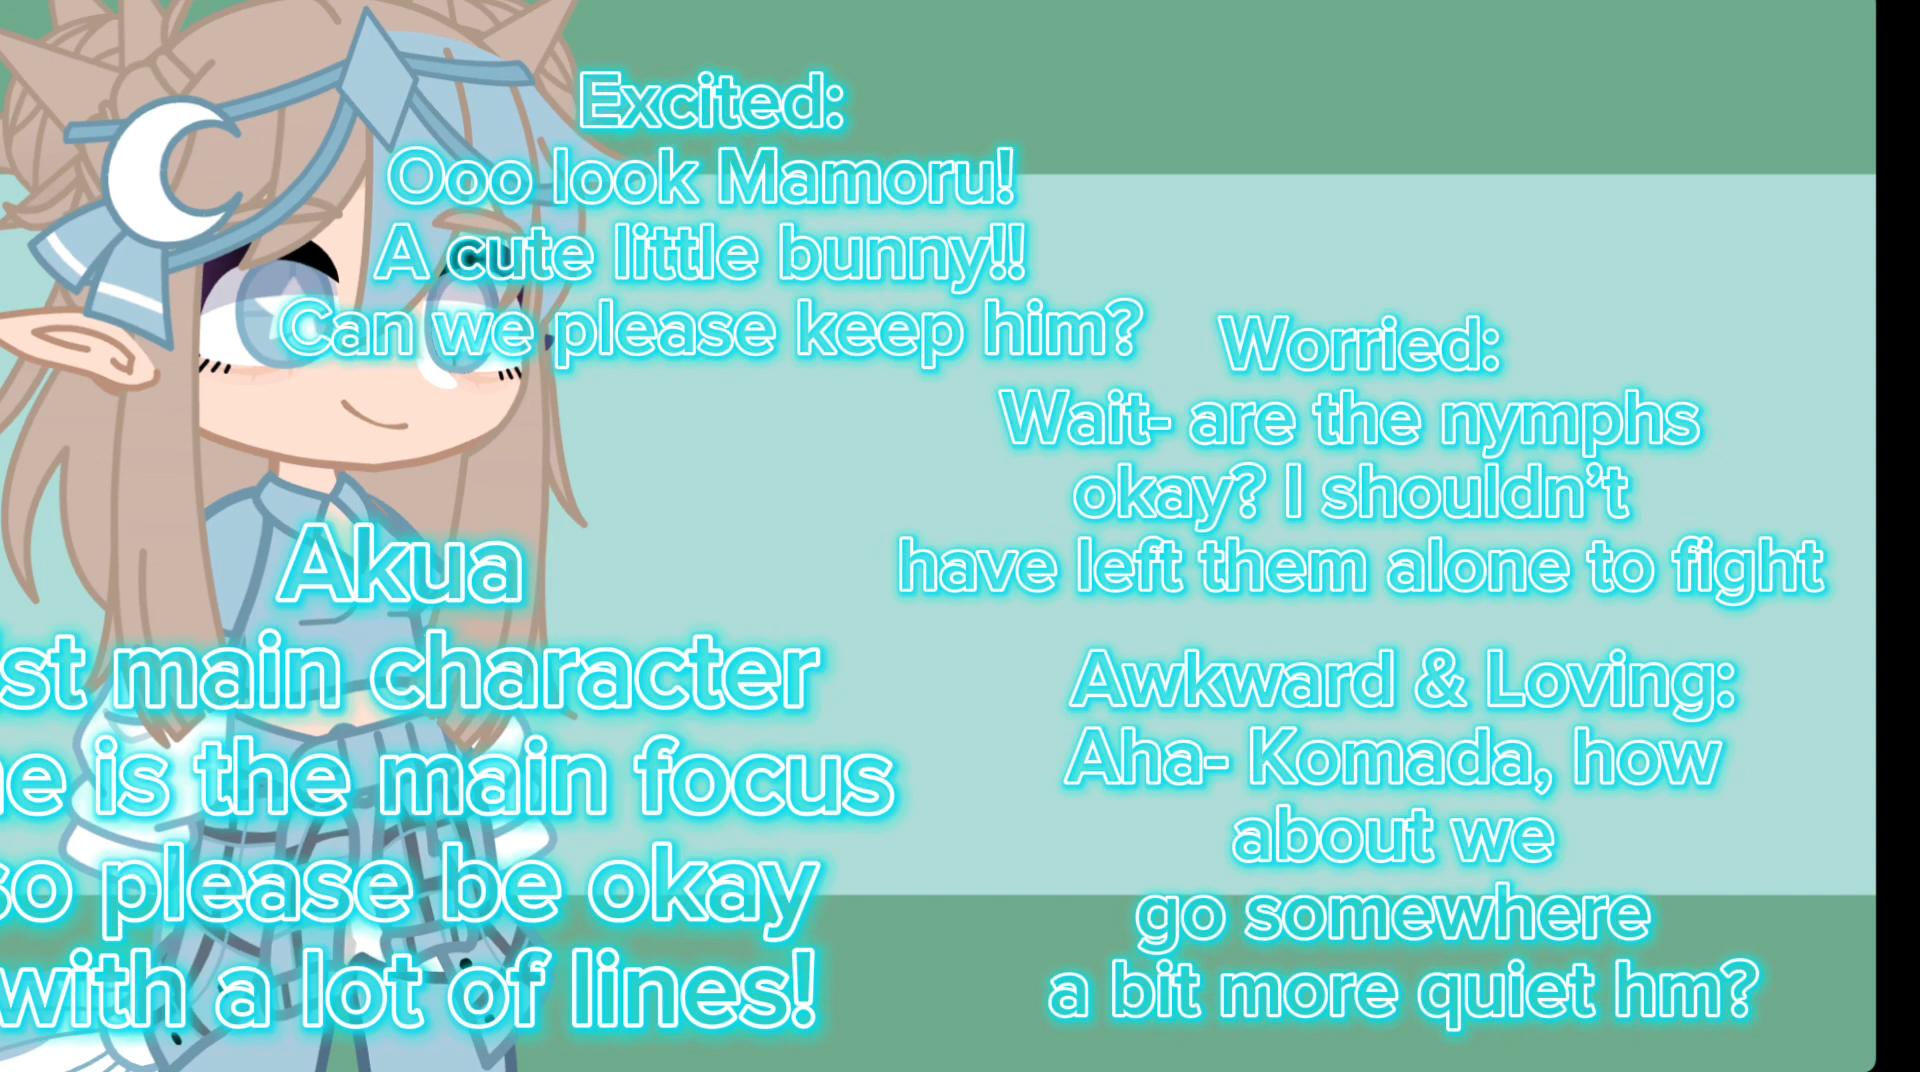 Excited:
Ooo look Mamoru!
A cute little bunny!!
Can we please keep him?
Worried:
Wait- are the nymphs
okay? I shouldn’t
have left them alone to fight
Akua
st main character
is the main focus
so please be okay
with a lot of lines!
Awkward & Loving:
Aha- Komada, how
about we
go somewhere
a bit more quiet hm?